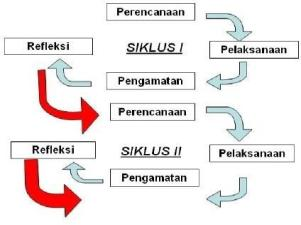 Perencanaan
Refleksi
SIKLUS I
Pelaksanaan
Pengamatan
Perencanaan
Refleksi
SIKLUS II
Pelaksanaan
Pengamatan